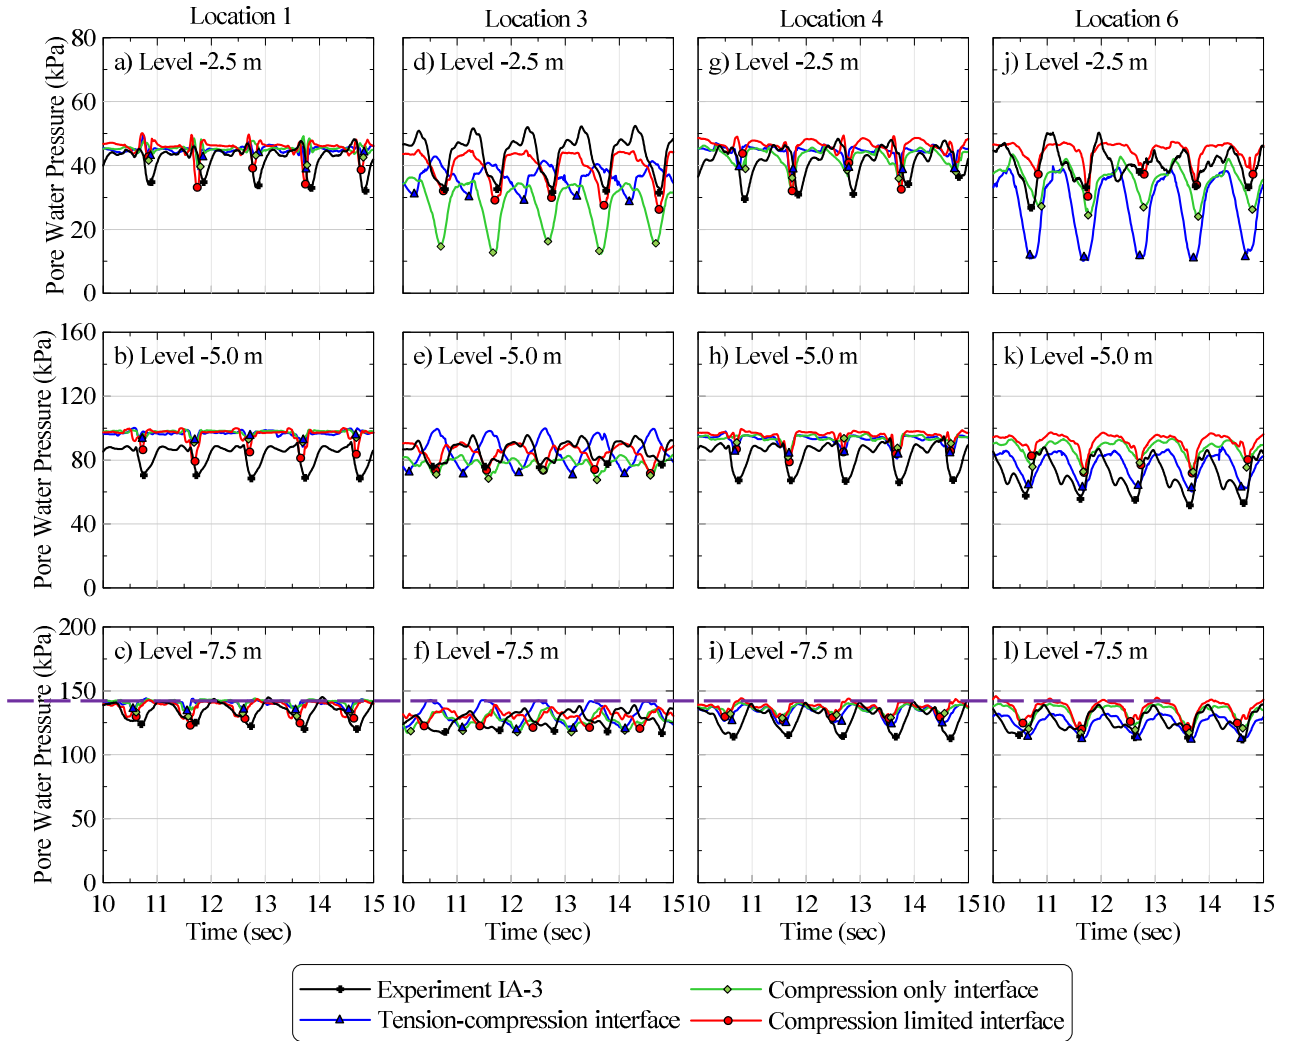 Location 1 Location 3 Location 4 Location 6
Pore Water Pressure (kPa)
80
60
40
20
0
a) Level -2.5 m d) Level -2.5 m g) Level -2.5 m j) Level -2.5 m
Pore Water Pressure (kPa)
160
120
80
40
0
b) Level -5.0 m e) Level -5.0 m h) Level -5.0 m k) Level -5.0 m
Pore Water Pressure (kPa)
200
150
100
50
0
c) Level -7.5 m f) Level -7.5 m i) Level -7.5 m l) Level -7.5 m
10 11 12 13 14 15 11 12 13 14 15 11 12 13 14 10 11 12 13 14 15
Time (sec) Time (sec) Time (sec) Time (sec)
Experiment IA-3 Compression only interface
Tension-compression interface Compression limited interface